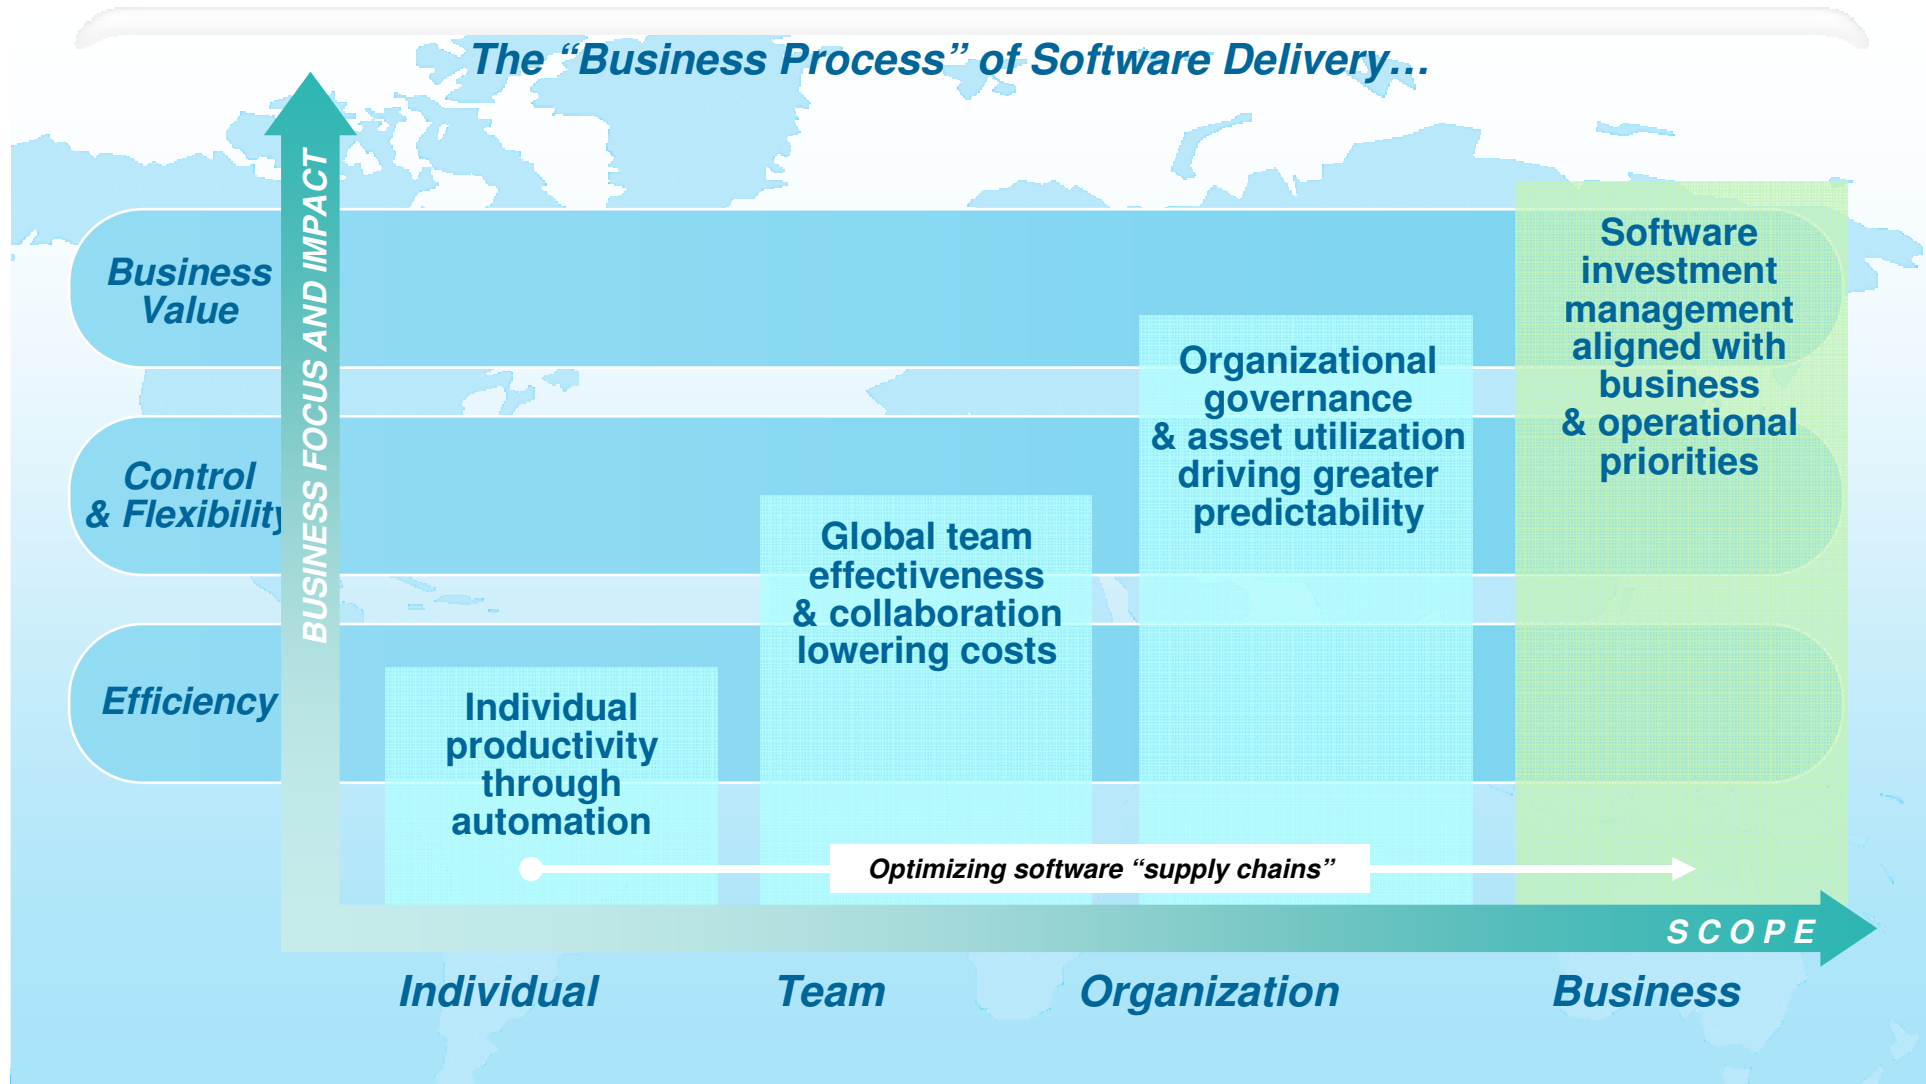 The “Business Process” of Software Delivery…
BUSINESS FOCUS AND IMPACT
Business
Value
Control
& Flexibility
Efficiency
Individual
productivity
through
automation
Global team
effectiveness
& collaboration
lowering costs
Organizational
governance
& asset utilization
driving greater
predictability
Software
investment
management
aligned with
business
& operational
priorities
Optimizing software “supply chains”
SCOPE
Individual
Team
Organization
Business